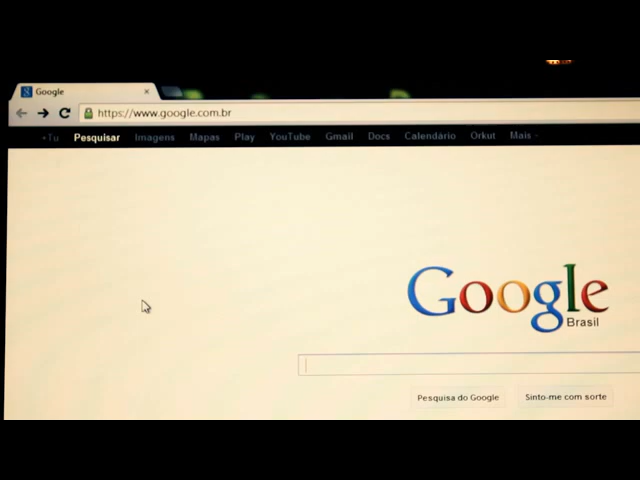 Google
https://www.google.com.br
+Tu Pesquisar Imagens Mapas Play YouTube Gmail Docs Calendário Orkut Mais
Google
Brasil
Pesquisa do Google Sinto-me com sorte